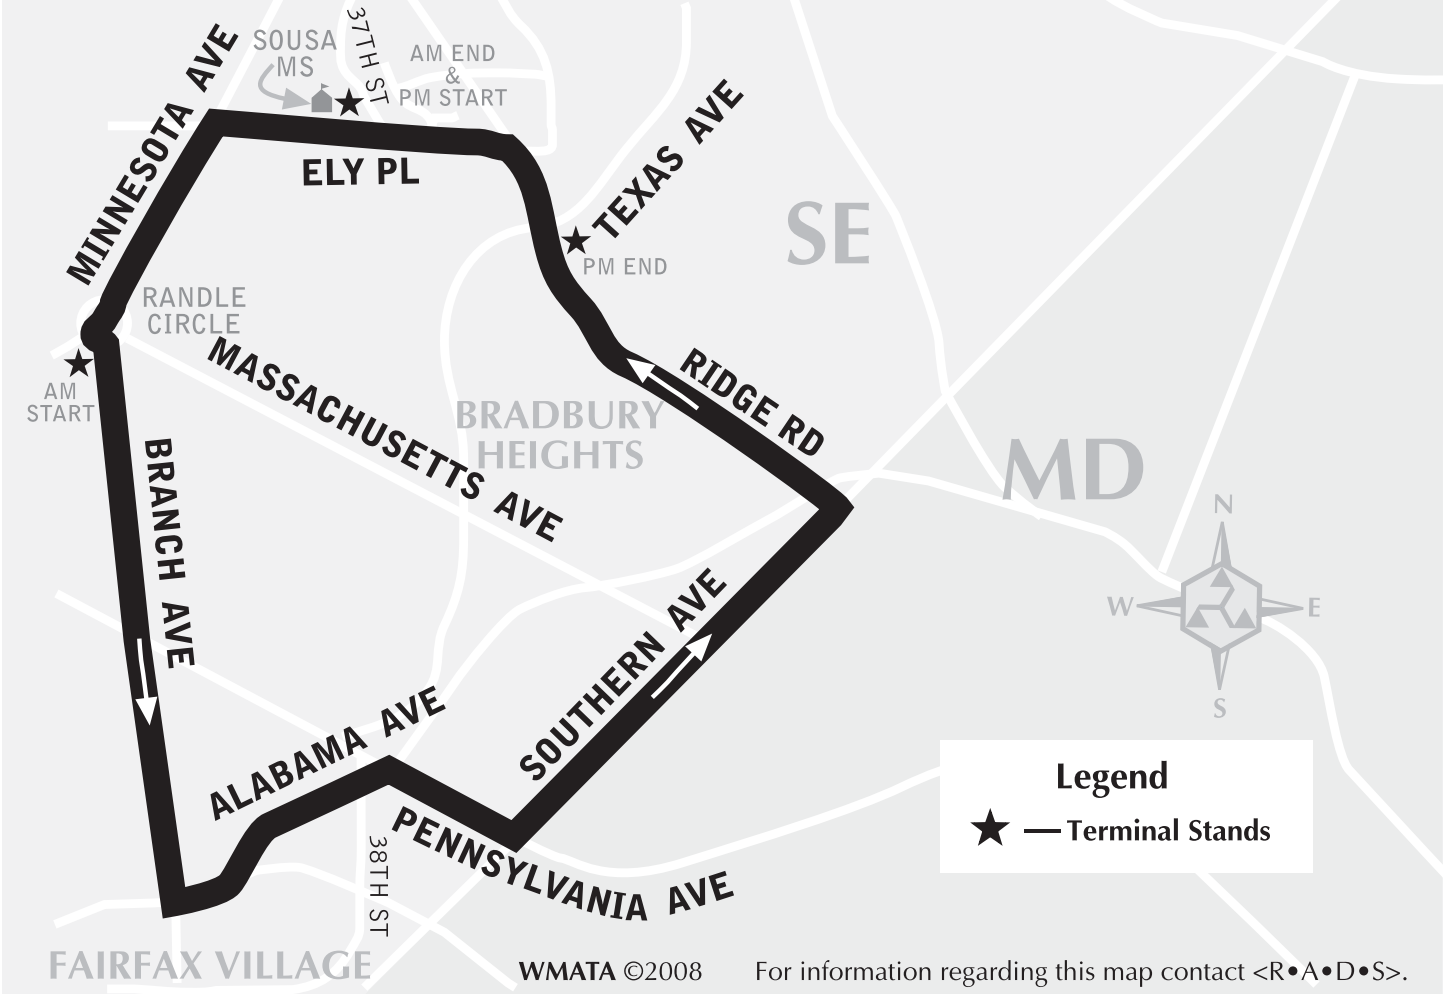 SOUSA
MS
37TH ST
AM END
&
PM START
MINNESOTA AVE
ELY PL
TEXAS AVE
PM END
SE
RANDLE
CIRCLE
AM
START
MASSACHUSETTS AVE
RIDGE RD
BRADBURY
HEIGHTS
MD
BRANCH AVE
N
W
E
S
SOUTHERN AVE
ALABAMA AVE
PENNSYLVANIA AVE
38TH ST
Legend
★ — Terminal Stands
FAIRFAX VILLAGE
WMATA ©2008
For information regarding this map contact <R•A•D•S>.